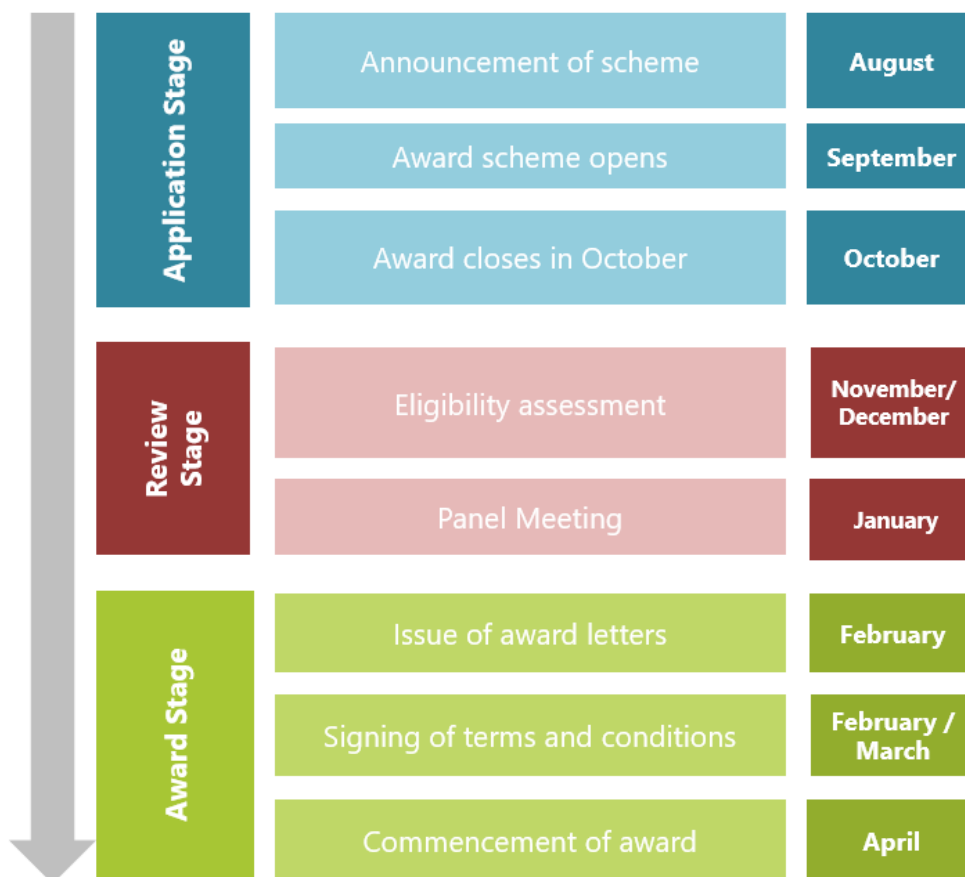 Application Stage
Announcement of scheme
August
Award scheme opens
September
Award closes in October
October
Review
Stage
Eligibility assessment
November/
December
Panel Meeting
January
Award Stage
Issue of award letters
February
Signing of terms and conditions
February /
March
Commencement of award
April